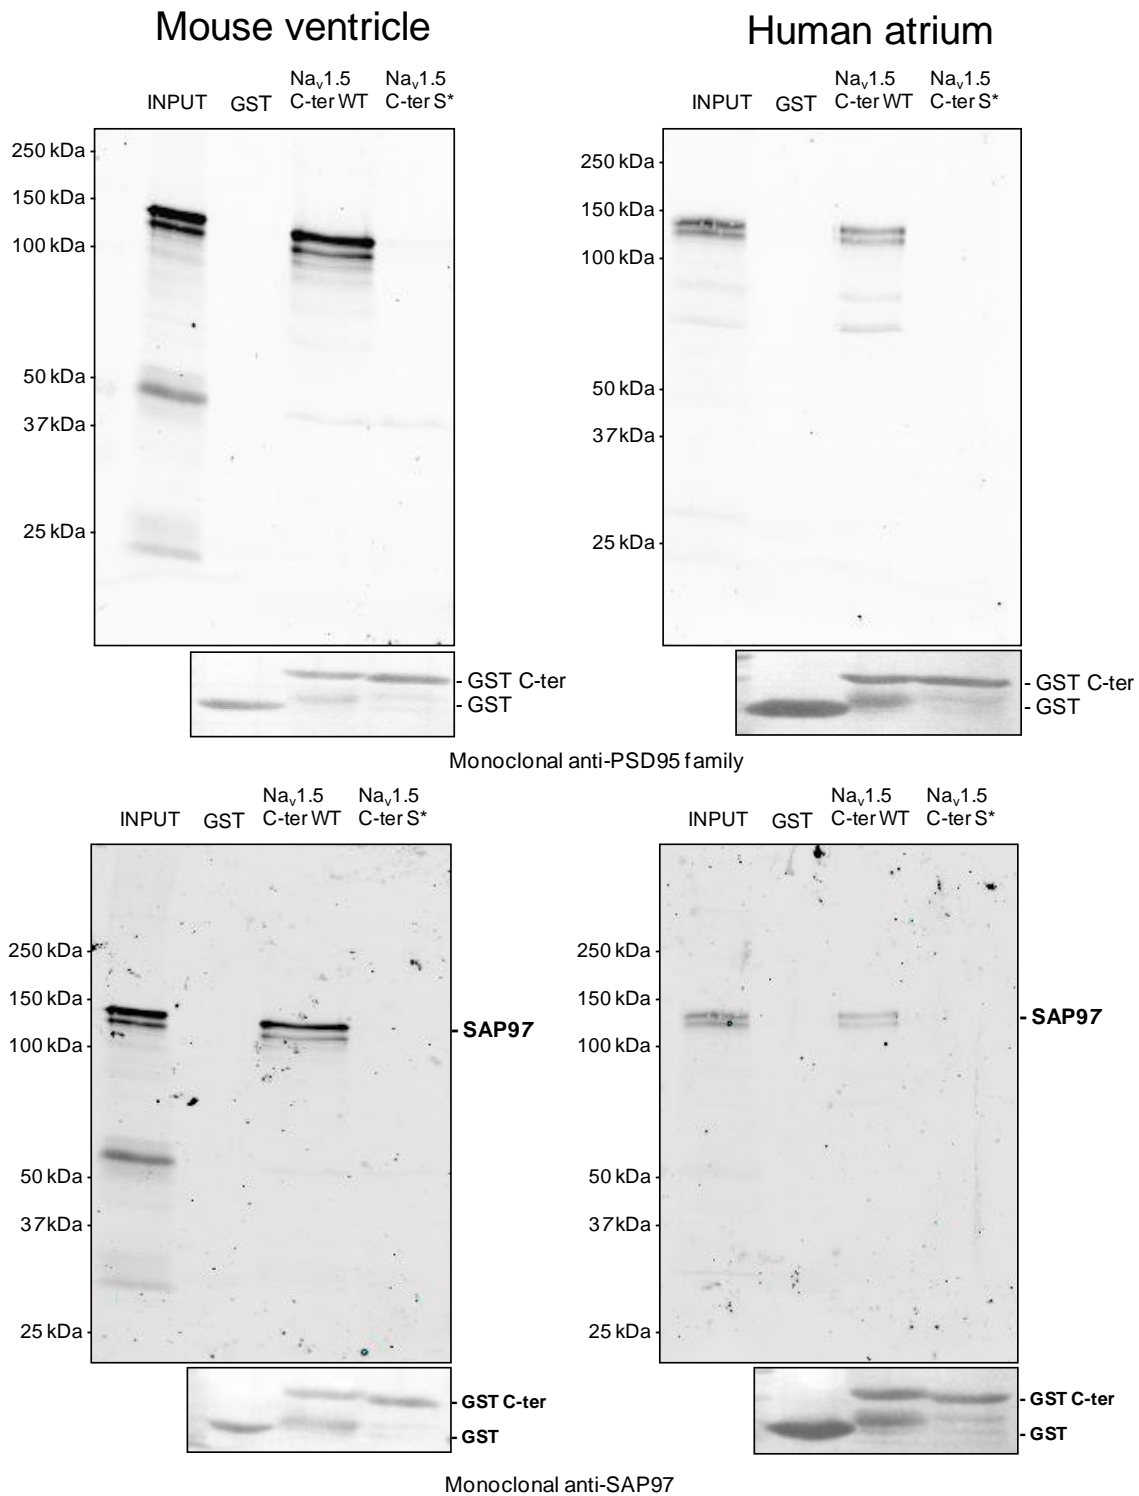 Mouse ventricle
Human atrium
INPUT GST Nav1.5 C-ter WT Nav1.5 C-ter S*
INPUT GST Nav1.5 C-ter WT Nav1.5 C-ter S*
250 kDa
150 kDa
100 kDa
50 kDa
37kDa
25 kDa
250 kDa
150 kDa
100 kDa
50 kDa
37kDa
25 kDa
- GST C-ter
- GST
- GST C-ter
- GST
Monoclonal anti-PSD95 family
INPUT GST Nav1.5 C-ter WT Nav1.5 C-ter S*
INPUT GST Nav1.5 C-ter WT Nav1.5 C-ter S*
250 kDa
150 kDa
100 kDa
50 kDa
37kDa
25 kDa
- SAP97
250 kDa
150 kDa
100 kDa
50 kDa
37kDa
25 kDa
- SAP97
- GST C-ter
- GST
- GST C-ter
- GST
Monoclonal anti-SAP97